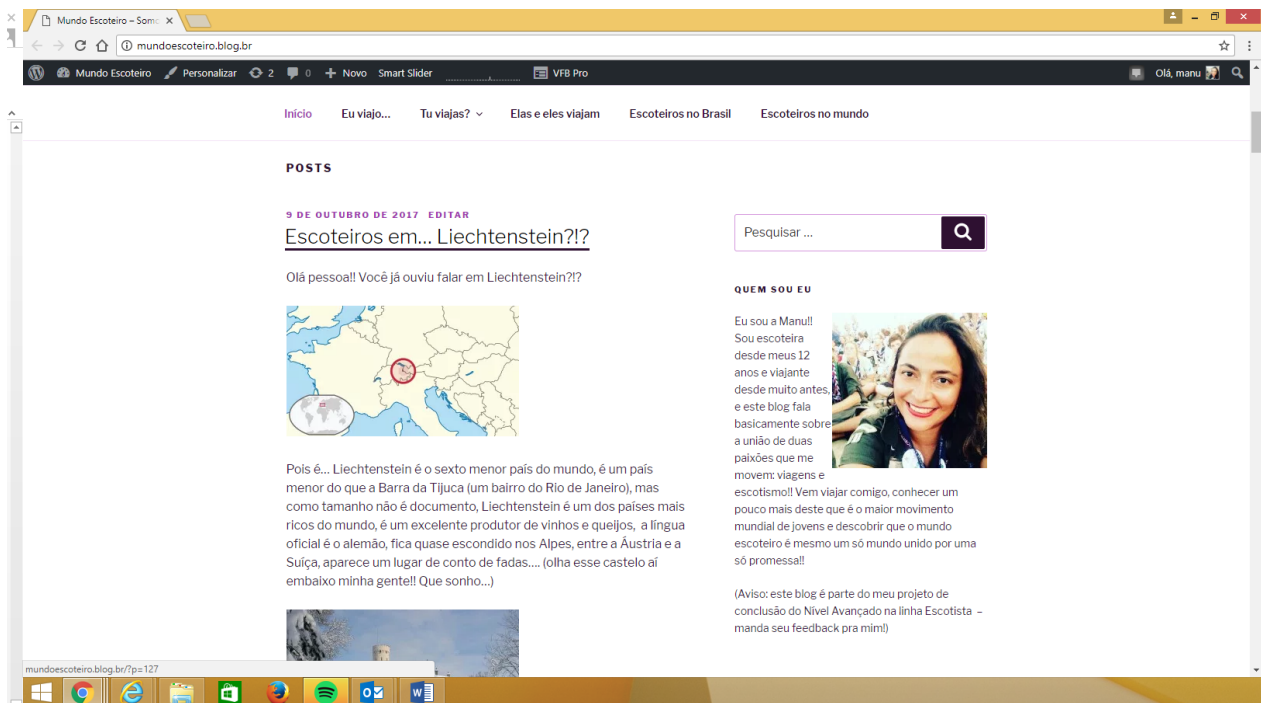 Mundo Escoteiro – Somo
mundoescoteiro.blog.br
Mundo Escoteiro Personalizar 2 0 Novo Smart Slider VFB Pro Olá, manu
Início Eu viajo... Tu viajas? Elas e eles viajam Escoteiros no Brasil Escoteiros no mundo
POSTS
9 DE OUTUBRO DE 2017 EDITAR
Escoteiros em... Liechtenstein?!?
Olá pessoa!! Você já ouviu falar em Liechtenstein?!?
Pois é... Liechtenstein é o sexto menor país do mundo, é um país
menor do que a Barra da Tijuca (um bairro do Rio de Janeiro), mas
como tamanho não é documento, Liechtenstein é um dos países mais
ricos do mundo, é um excelente produtor de vinhos e queijos, a língua
oficial é o alemão, fica quase escondido nos Alpes, entre a Áustria e a
Suíça, aparece um lugar de conto de fadas.... (olha esse castelo aí
embaixo minha gente!! Que sonho...)
Pesquisar ...
QUEM SOU EU
Eu sou a Manu!!
Sou escoteira
desde meus 12
anos e viajante
desde muito antes,
e este blog fala
basicamente sobre
a união de duas
paixões que me
movem: viagens e
escotismo!! Vem viajar comigo, conhecer um
pouco mais deste que é o maior movimento
mundial de jovens e descobrir que o mundo
escoteiro é mesmo um só mundo unido por uma
só promessa!!
(Aviso: este blog é parte do meu projeto de
conclusão do Nível Avançado na linha Escotista –
manda seu feedback pra mim!)
mundoescoteiro.blog.br/?p=127